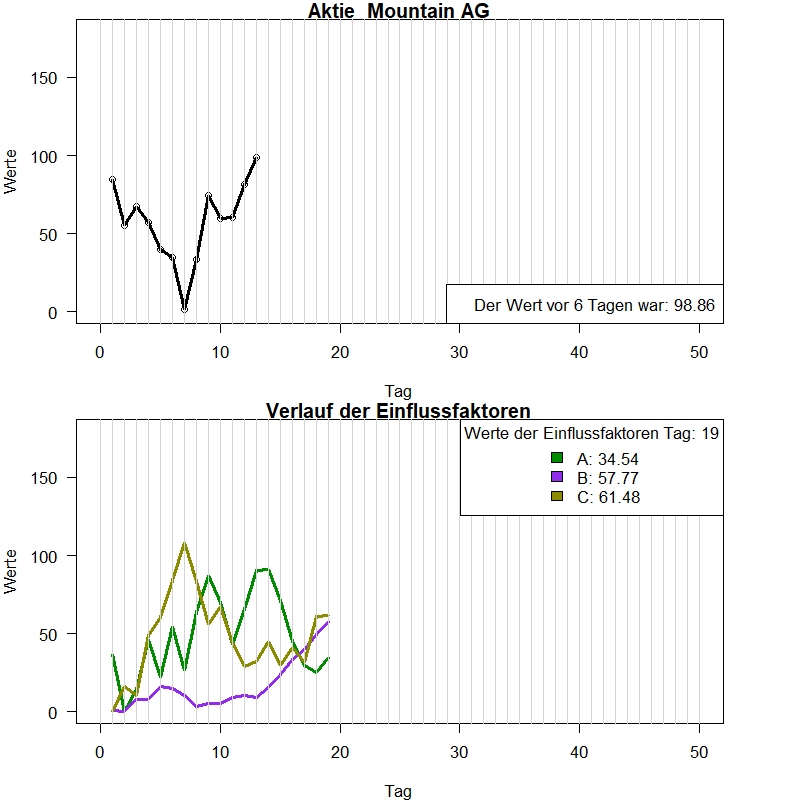 Aktie  Mountain AG
Werte
150
100
50
0
Der Wert vor 6 Tagen war: 98.86
0 10 20 30 40 50
Tag
Verlauf der Einflussfaktoren
Werte
150
100
50
0
Werte der Einflussfaktoren Tag: 19
A: 34.54
B: 57.77
C: 61.48
0 10 20 30 40 50
Tag